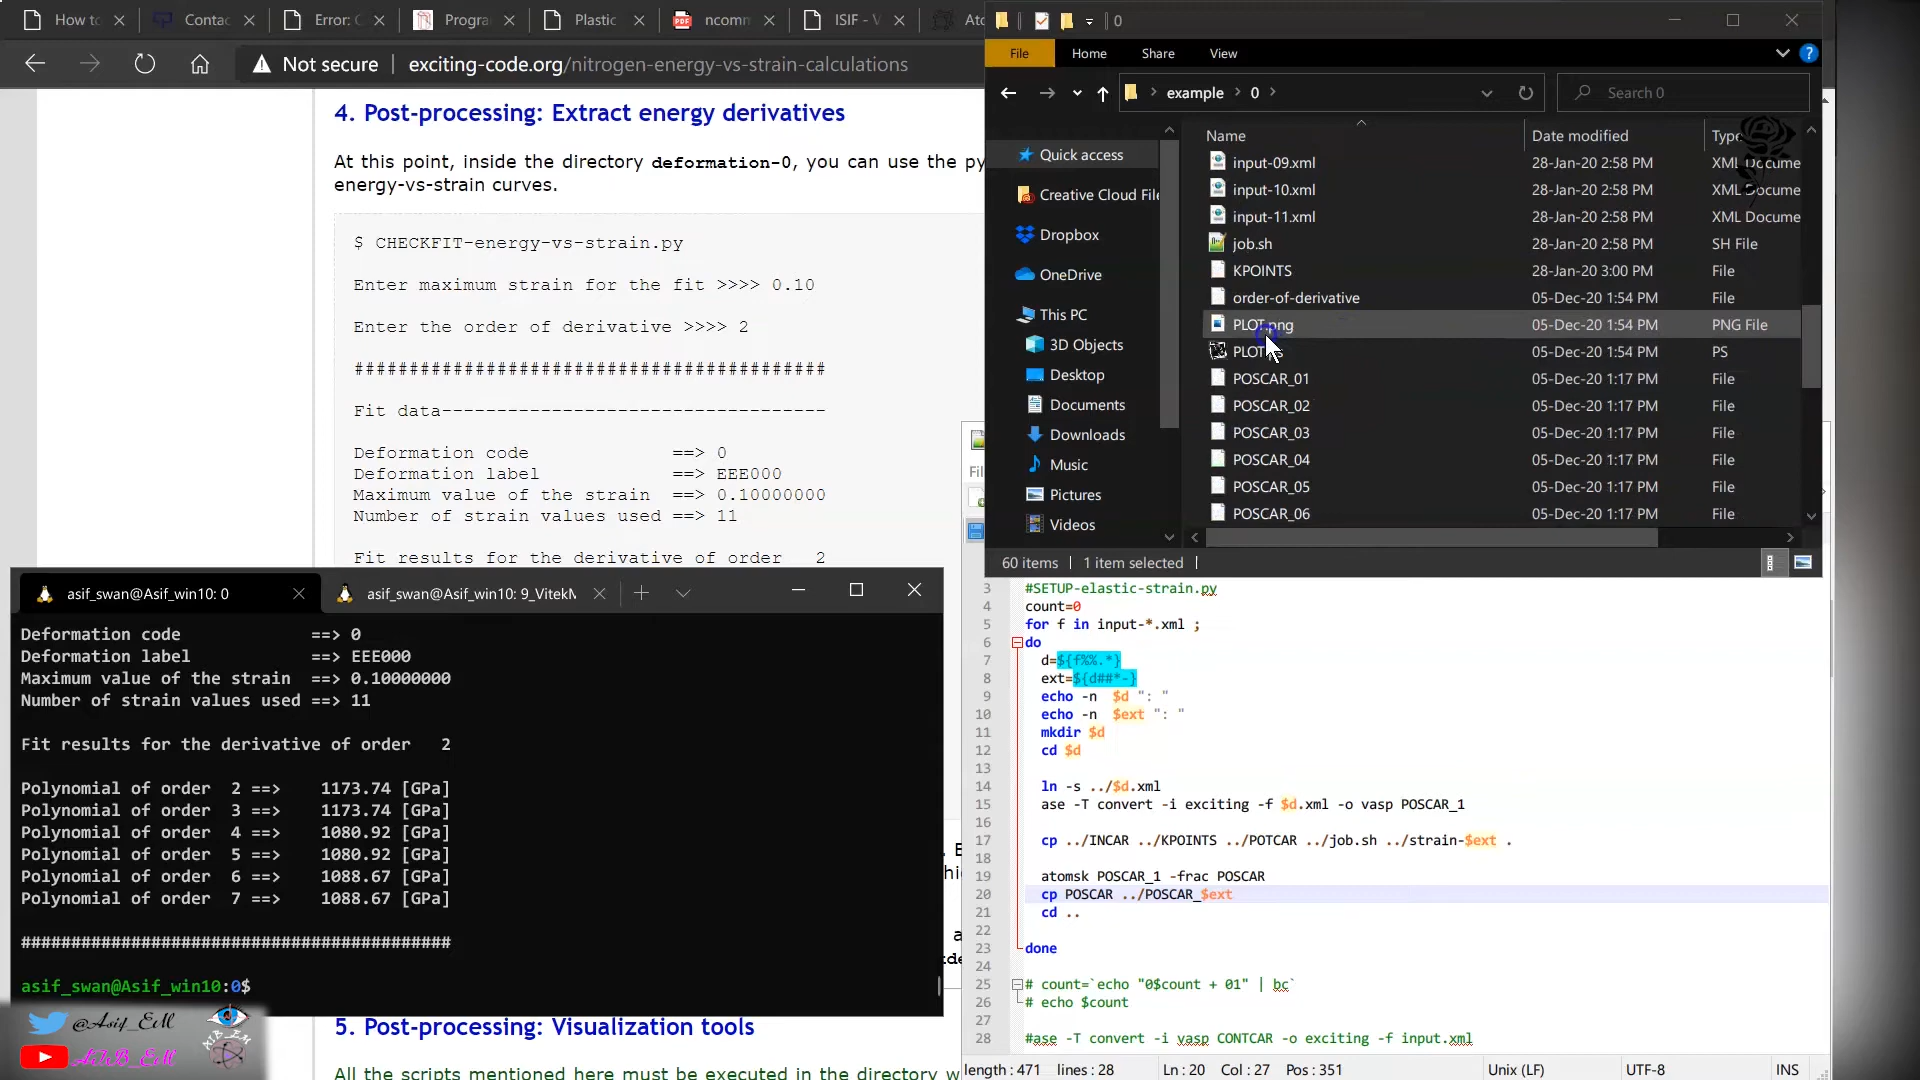 How to
Contac
Error:
Progra
Plastic
ncomm
ISIF - V
Ato
Not secure
exciting-code.org/nitrogen-energy-vs-strain-calculations
4. Post-processing: Extract energy derivatives
At this point, inside the directory deformation-0, you can use the py
energy-vs-strain curves.
$ CHECKFIT-energy-vs-strain.py
Enter maximum strain for the fit >>>> 0.10
Enter the order of derivative >>>> 2
############################################
Fit data------------------------------------
Deformation code ==> 0
Deformation label ==> EEE000
Maximum value of the strain ==> 0.10000000
Number of strain values used ==> 11
Fit results for the derivative of order 2
0
File
Home
Share
View
example
0
Search 0
Name
Date modified
Type
Quick access
Creative Cloud File
Dropbox
OneDrive
This PC
3D Objects
Desktop
Documents
Downloads
Music
Pictures
Videos
input-09.xml 28-Jan-20 2:58 PM XML Docume
input-10.xml 28-Jan-20 2:58 PM XML Docume
input-11.xml 28-Jan-20 2:58 PM XML Docume
job.sh 28-Jan-20 2:58 PM SH File
KPOINTS 28-Jan-20 3:00 PM File
order-of-derivative 05-Dec-20 1:54 PM File
PLOT.png 05-Dec-20 1:54 PM PNG File
PLOT.ps 05-Dec-20 1:54 PM PS
POSCAR_01 05-Dec-20 1:17 PM File
POSCAR_02 05-Dec-20 1:17 PM File
POSCAR_03 05-Dec-20 1:17 PM File
POSCAR_04 05-Dec-20 1:17 PM File
POSCAR_05 05-Dec-20 1:17 PM File
POSCAR_06 05-Dec-20 1:17 PM File
60 items
1 item selected
asif_swan@Asif_win10: 0
asif_swan@Asif_win10: 9_VitekM
Deformation code ==> 0
Deformation label ==> EEE000
Maximum value of the strain ==> 0.10000000
Number of strain values used ==> 11
Fit results for the derivative of order 2
Polynomial of order 2 ==> 1173.74 [GPa]
Polynomial of order 3 ==> 1173.74 [GPa]
Polynomial of order 4 ==> 1080.92 [GPa]
Polynomial of order 5 ==> 1080.92 [GPa]
Polynomial of order 6 ==> 1088.67 [GPa]
Polynomial of order 7 ==> 1088.67 [GPa]
###########################################
asif_swan@Asif_win10:0$
@Asif_EiM
5. Post-processing: Visualization tools
All the scripts mentioned here must be executed in the directory w
3 #SETUP-elastic-strain.py
4 count=0
5 for f in input-*.xml ;
6 do
7 d=${f%%.*}
8 ext=${d##*-}
9 echo -n $d ": "
10 echo -n $ext ": "
11 mkdir $d
12 cd $d
13
14 ln -s ../$d.xml
15 ase -T convert -i exciting -f $d.xml -o vasp POSCAR_1
16
17 cp ../INCAR ../KPOINTS ../POTCAR ../job.sh ../strain-$ext .
18
19 atomsk POSCAR_1 -frac POSCAR
20 cp POSCAR ../POSCAR_$ext
21 cd ..
22
23 done
24
25 # count=`echo "0$count + 01" | bc`
26 # echo $count
27
28 #ase -T convert -i vasp CONTCAR -o exciting -f input.xml
length : 471 lines : 28 Ln : 20 Col : 27 Pos : 351 Unix (LF) UTF-8 INS